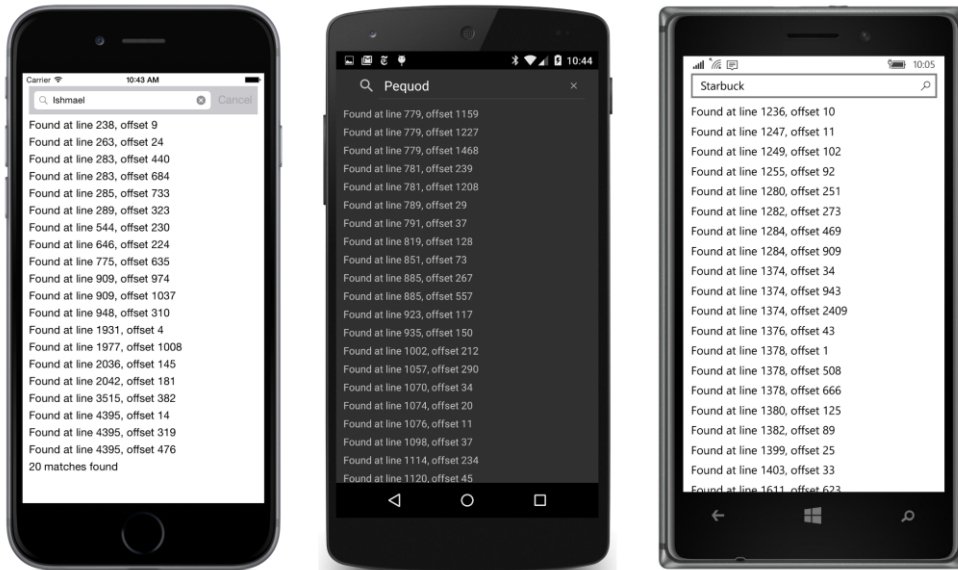 Carrier 10:43 AM
Ishmael Cancel
Found at line 238, offset 9
Found at line 263, offset 24
Found at line 283, offset 440
Found at line 283, offset 684
Found at line 285, offset 733
Found at line 289, offset 323
Found at line 544, offset 230
Found at line 646, offset 224
Found at line 775, offset 635
Found at line 909, offset 974
Found at line 909, offset 1037
Found at line 948, offset 310
Found at line 1931, offset 4
Found at line 1977, offset 1008
Found at line 2036, offset 145
Found at line 2042, offset 181
Found at line 3515, offset 382
Found at line 4395, offset 14
Found at line 4395, offset 319
Found at line 4395, offset 476
20 matches found
10:44
Pequod
Found at line 779, offset 1159
Found at line 779, offset 1227
Found at line 779, offset 1468
Found at line 781, offset 239
Found at line 781, offset 1208
Found at line 789, offset 29
Found at line 791, offset 37
Found at line 819, offset 128
Found at line 851, offset 73
Found at line 885, offset 267
Found at line 885, offset 557
Found at line 923, offset 117
Found at line 935, offset 150
Found at line 1002, offset 212
Found at line 1057, offset 290
Found at line 1070, offset 34
Found at line 1074, offset 20
Found at line 1076, offset 11
Found at line 1098, offset 37
Found at line 1114, offset 234
Found at line 1120, offset 45
10:05
Starbuck
Found at line 1236, offset 10
Found at line 1247, offset 11
Found at line 1249, offset 102
Found at line 1255, offset 92
Found at line 1280, offset 251
Found at line 1282, offset 273
Found at line 1284, offset 469
Found at line 1284, offset 909
Found at line 1374, offset 34
Found at line 1374, offset 943
Found at line 1374, offset 2409
Found at line 1376, offset 43
Found at line 1378, offset 1
Found at line 1378, offset 508
Found at line 1378, offset 666
Found at line 1380, offset 125
Found at line 1382, offset 89
Found at line 1399, offset 25
Found at line 1403, offset 33
Found at line 1611, offset 623